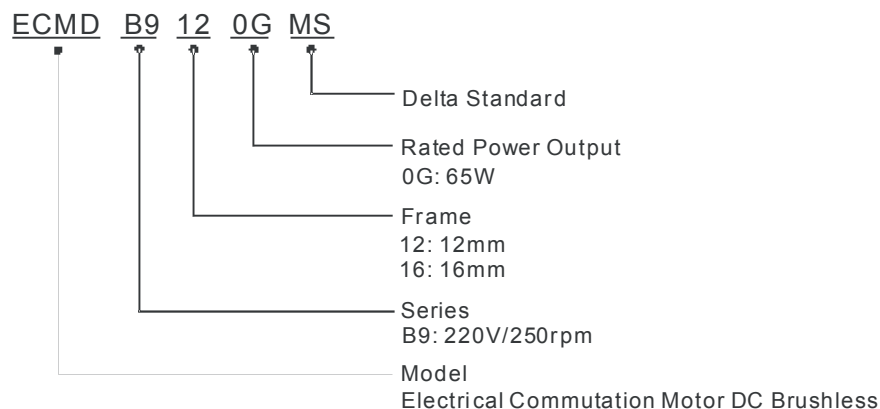 ECMD B9 12 0G MS
Delta Standard
Rated Power Output
0G: 65W
Frame
12: 12mm
16: 16mm
Series
B9: 220V/250rpm
Model
Electrical Commutation Motor DC Brushless